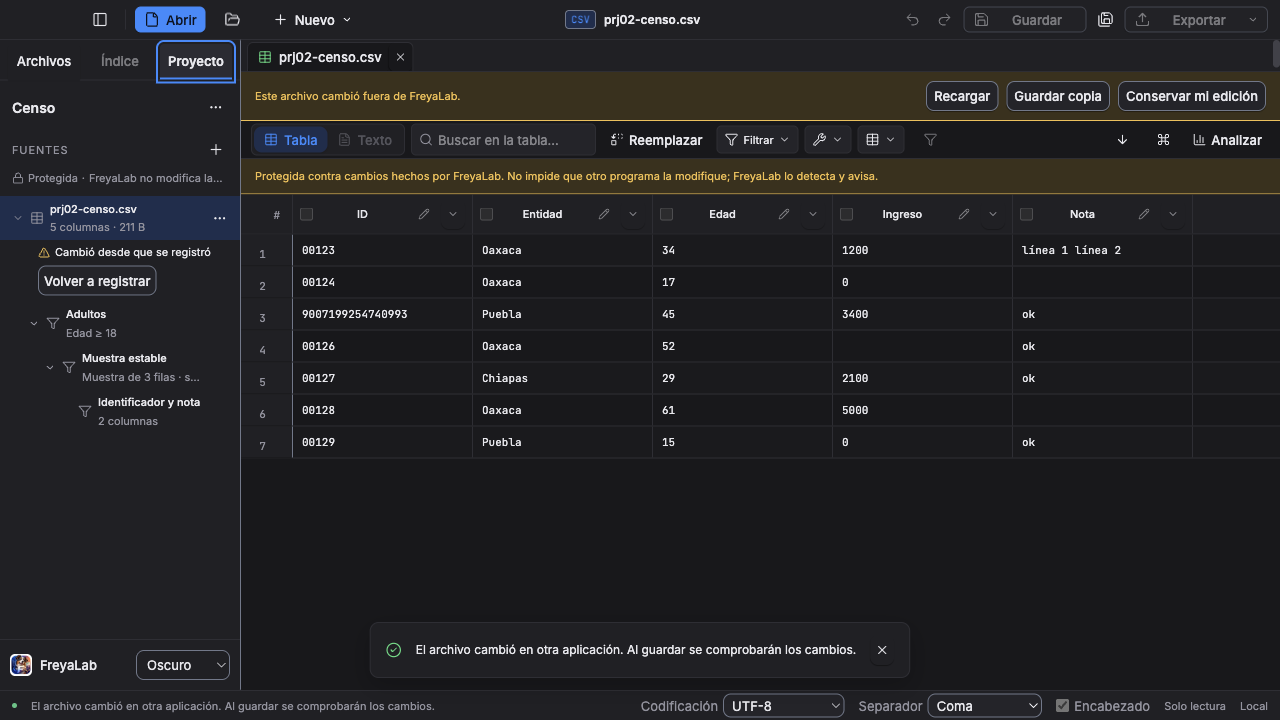 Abrir
Nuevo
CSV prj02-censo.csv
Guardar
Exportar
Archivos Índice Proyecto
prj02-censo.csv
Censo
Este archivo cambió fuera de FreyaLab.
Recargar
Guardar copia
Conservar mi edición
FUENTES
Tabla Texto
Buscar en la tabla...
Reemplazar
Filtrar
Analizar
Protegida · FreyaLab no modifica la...
Protegida contra cambios hechos por FreyaLab. No impide que otro programa la modifique; FreyaLab lo detecta y avisa.
prj02-censo.csv
5 columnas · 211 B
Cambió desde que se registró
Volver a registrar
Adultos
Edad ≥ 18
Muestra estable
Muestra de 3 filas · s...
Identificador y nota
2 columnas
# ID Entidad Edad Ingreso Nota
1 00123 Oaxaca 34 1200 línea 1 línea 2
2 00124 Oaxaca 17 0
3 9007199254740993 Puebla 45 3400 ok
4 00126 Oaxaca 52 ok
5 00127 Chiapas 29 2100 ok
6 00128 Oaxaca 61 5000
7 00129 Puebla 15 0 ok
El archivo cambió en otra aplicación. Al guardar se comprobarán los cambios.
FreyaLab
Oscuro
El archivo cambió en otra aplicación. Al guardar se comprobarán los cambios.
Codificación UTF-8
Separador Coma
Encabezado
Solo lectura
Local